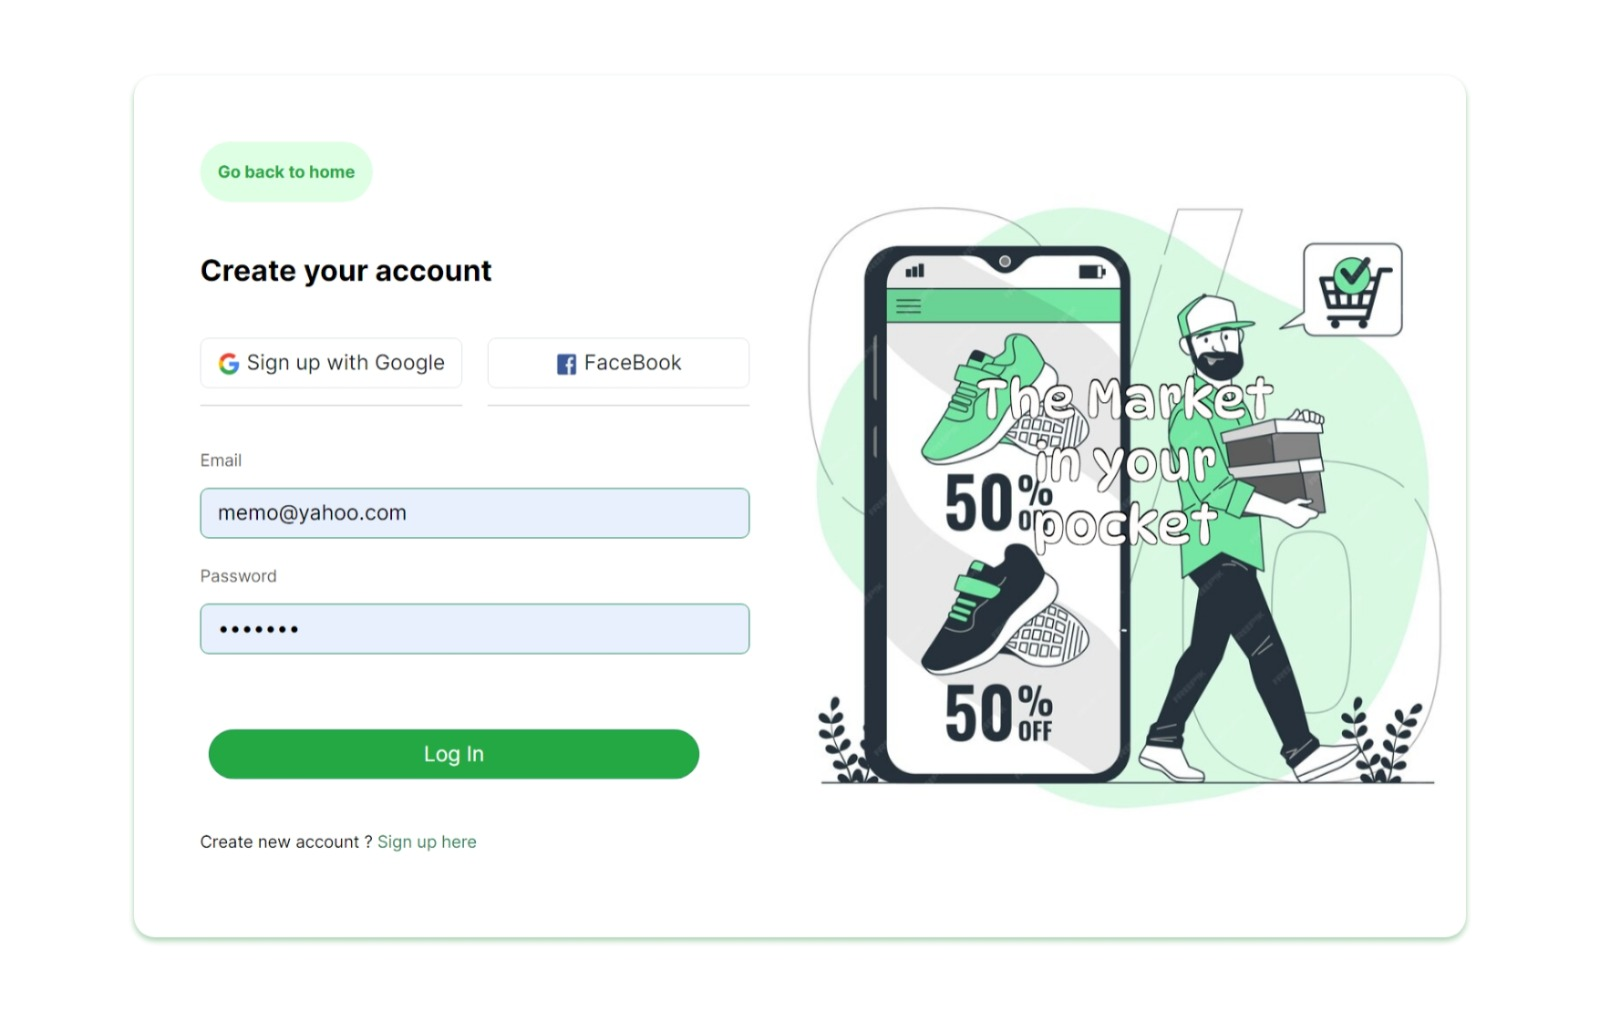 Go back to home
Create your account
Sign up with Google
FaceBook
Email
memo@yahoo.com
Password
•••••••
Log In
Create new account ? Sign up here
The Market
in your
pocket
50%
50% OFF